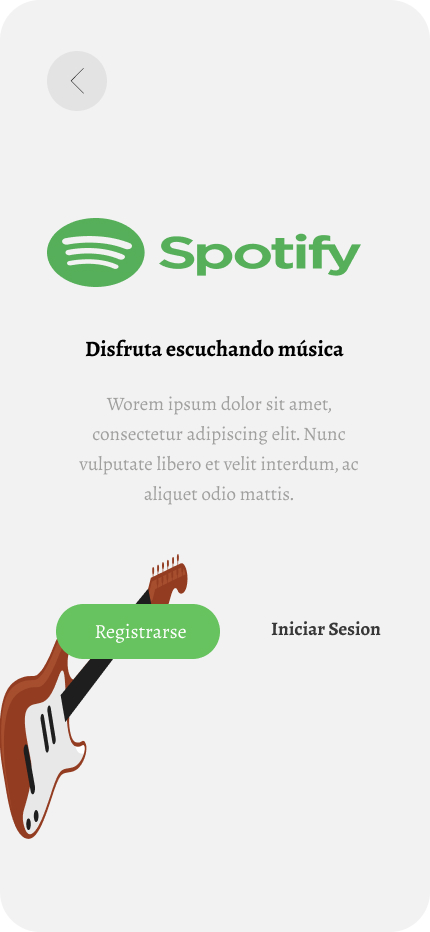 Spotify
Disfruta escuchando música
Worem ipsum dolor sit amet,
consectetur adipiscing elit. Nunc
vulputate libero et velit interdum, ac
aliquet odio mattis.
Registrarse
Iniciar Sesion